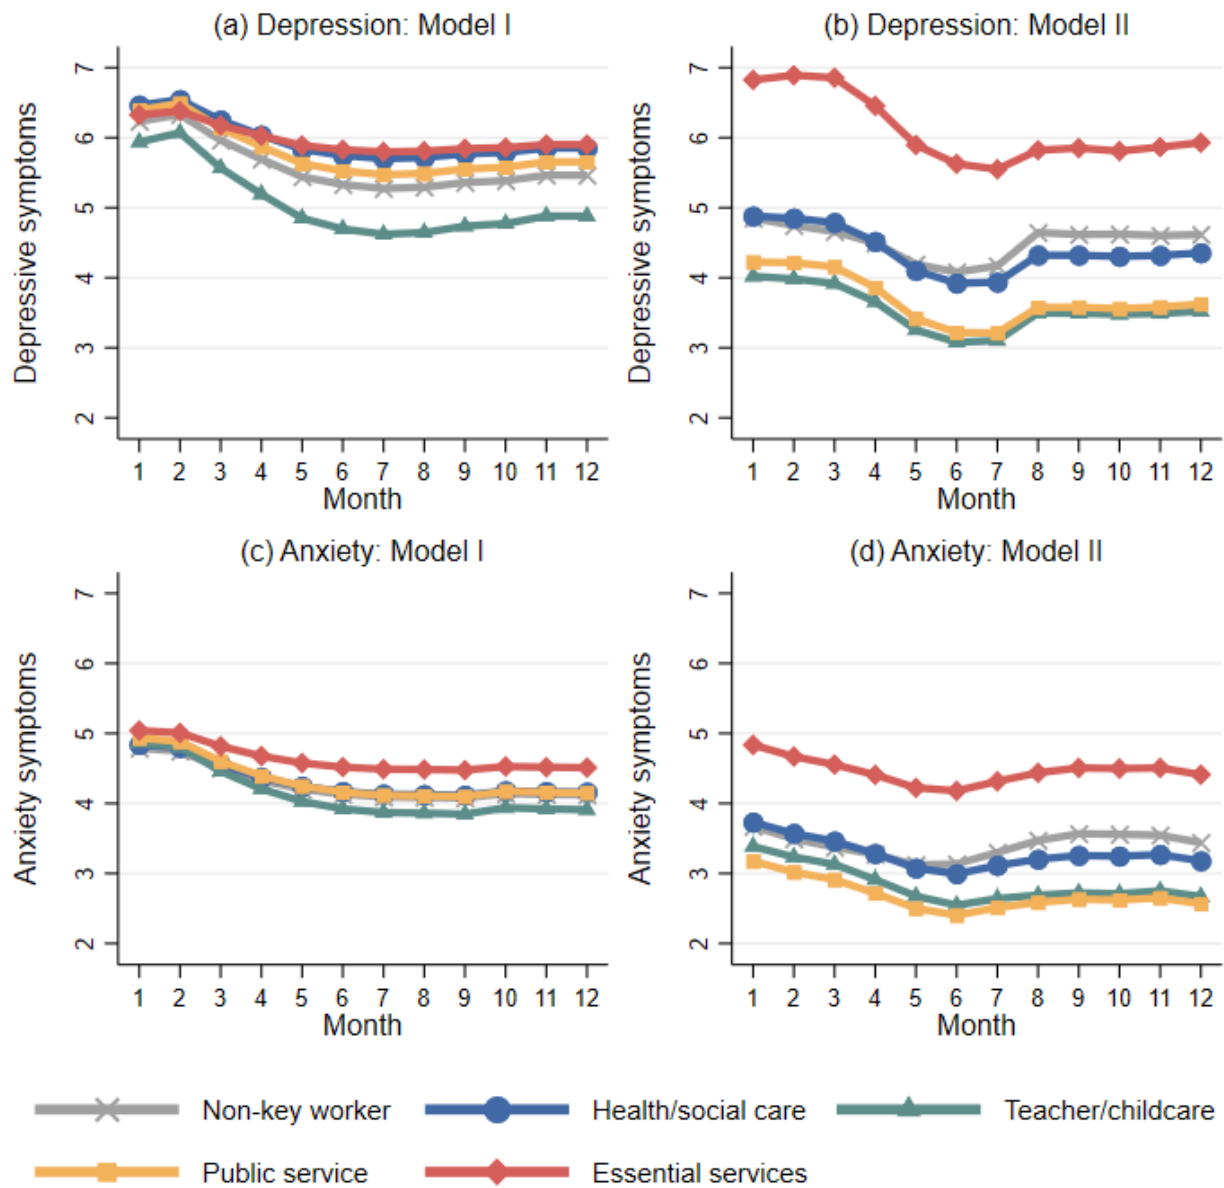 (a) Depression: Model I
(b) Depression: Model II
Depressive symptoms
7
6
5
4
3
2
1 2 3 4 5 6 7 8 9 10 11 12
Month
Depressive symptoms
7
6
5
4
3
2
1 2 3 4 5 6 7 8 9 10 11 12
Month
(c) Anxiety: Model I
(d) Anxiety: Model II
Anxiety symptoms
7
6
5
4
3
2
1 2 3 4 5 6 7 8 9 10 11 12
Month
Anxiety symptoms
7
6
5
4
3
2
1 2 3 4 5 6 7 8 9 10 11 12
Month
Non-key worker
Health/social care
Teacher/childcare
Public service
Essential services